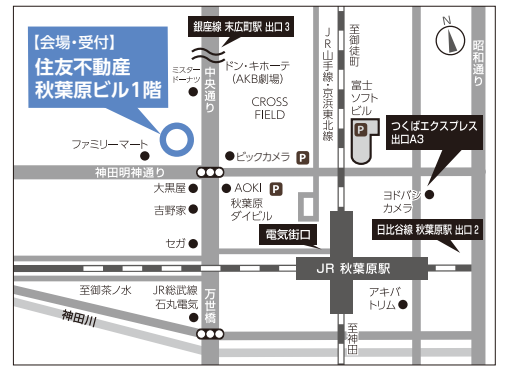 【会場・受付】
住友不動産
秋葉原ビル1階
銀座線 末広町駅 出口3
ミスター
ドーナツ
中央通り
ドン・キホーテ
(AKB劇場)
CROSS
FIELD
JR山手線・京浜東北線
至御徒町
富士
ソフト
ビル
P
N
昭和通り
つくばエクスプレス
出口A3
ファミリーマート
ビックカメラ P
神田明神通り
大黒屋
AOKI P
秋葉原
ダイビル
吉野家
セガ
電気街口
ヨドバシ
カメラ
日比谷線 秋葉原駅 出口2
JR 秋葉原駅
至御茶ノ水
JR総武線
石丸電気
万世橋
神田川
アキバ
トリム
至神田